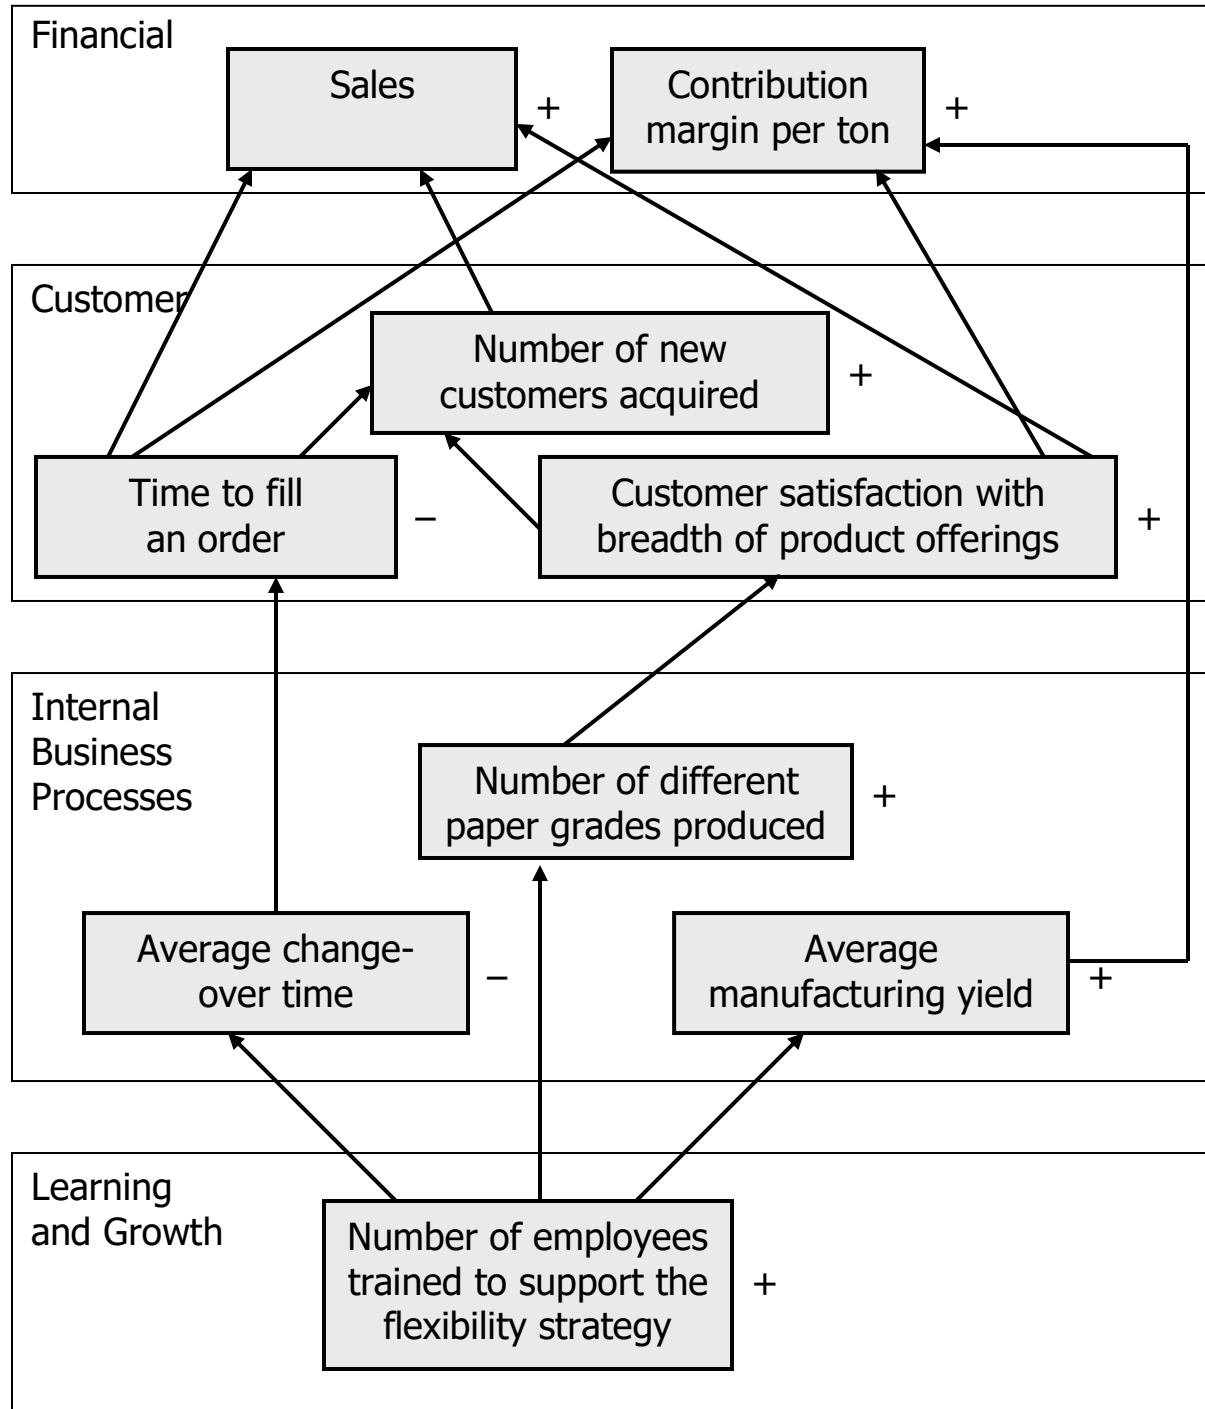 Financial
Sales
+
Contribution
margin per ton
+
Customer
Number of new
customers acquired
+
Time to fill
an order
−
Customer satisfaction with
breadth of product offerings
+
Internal
Business
Processes
Number of different
paper grades produced
+
Average change-
over time
−
Average
manufacturing yield
+
Learning
and Growth
Number of employees
trained to support the
flexibility strategy
+